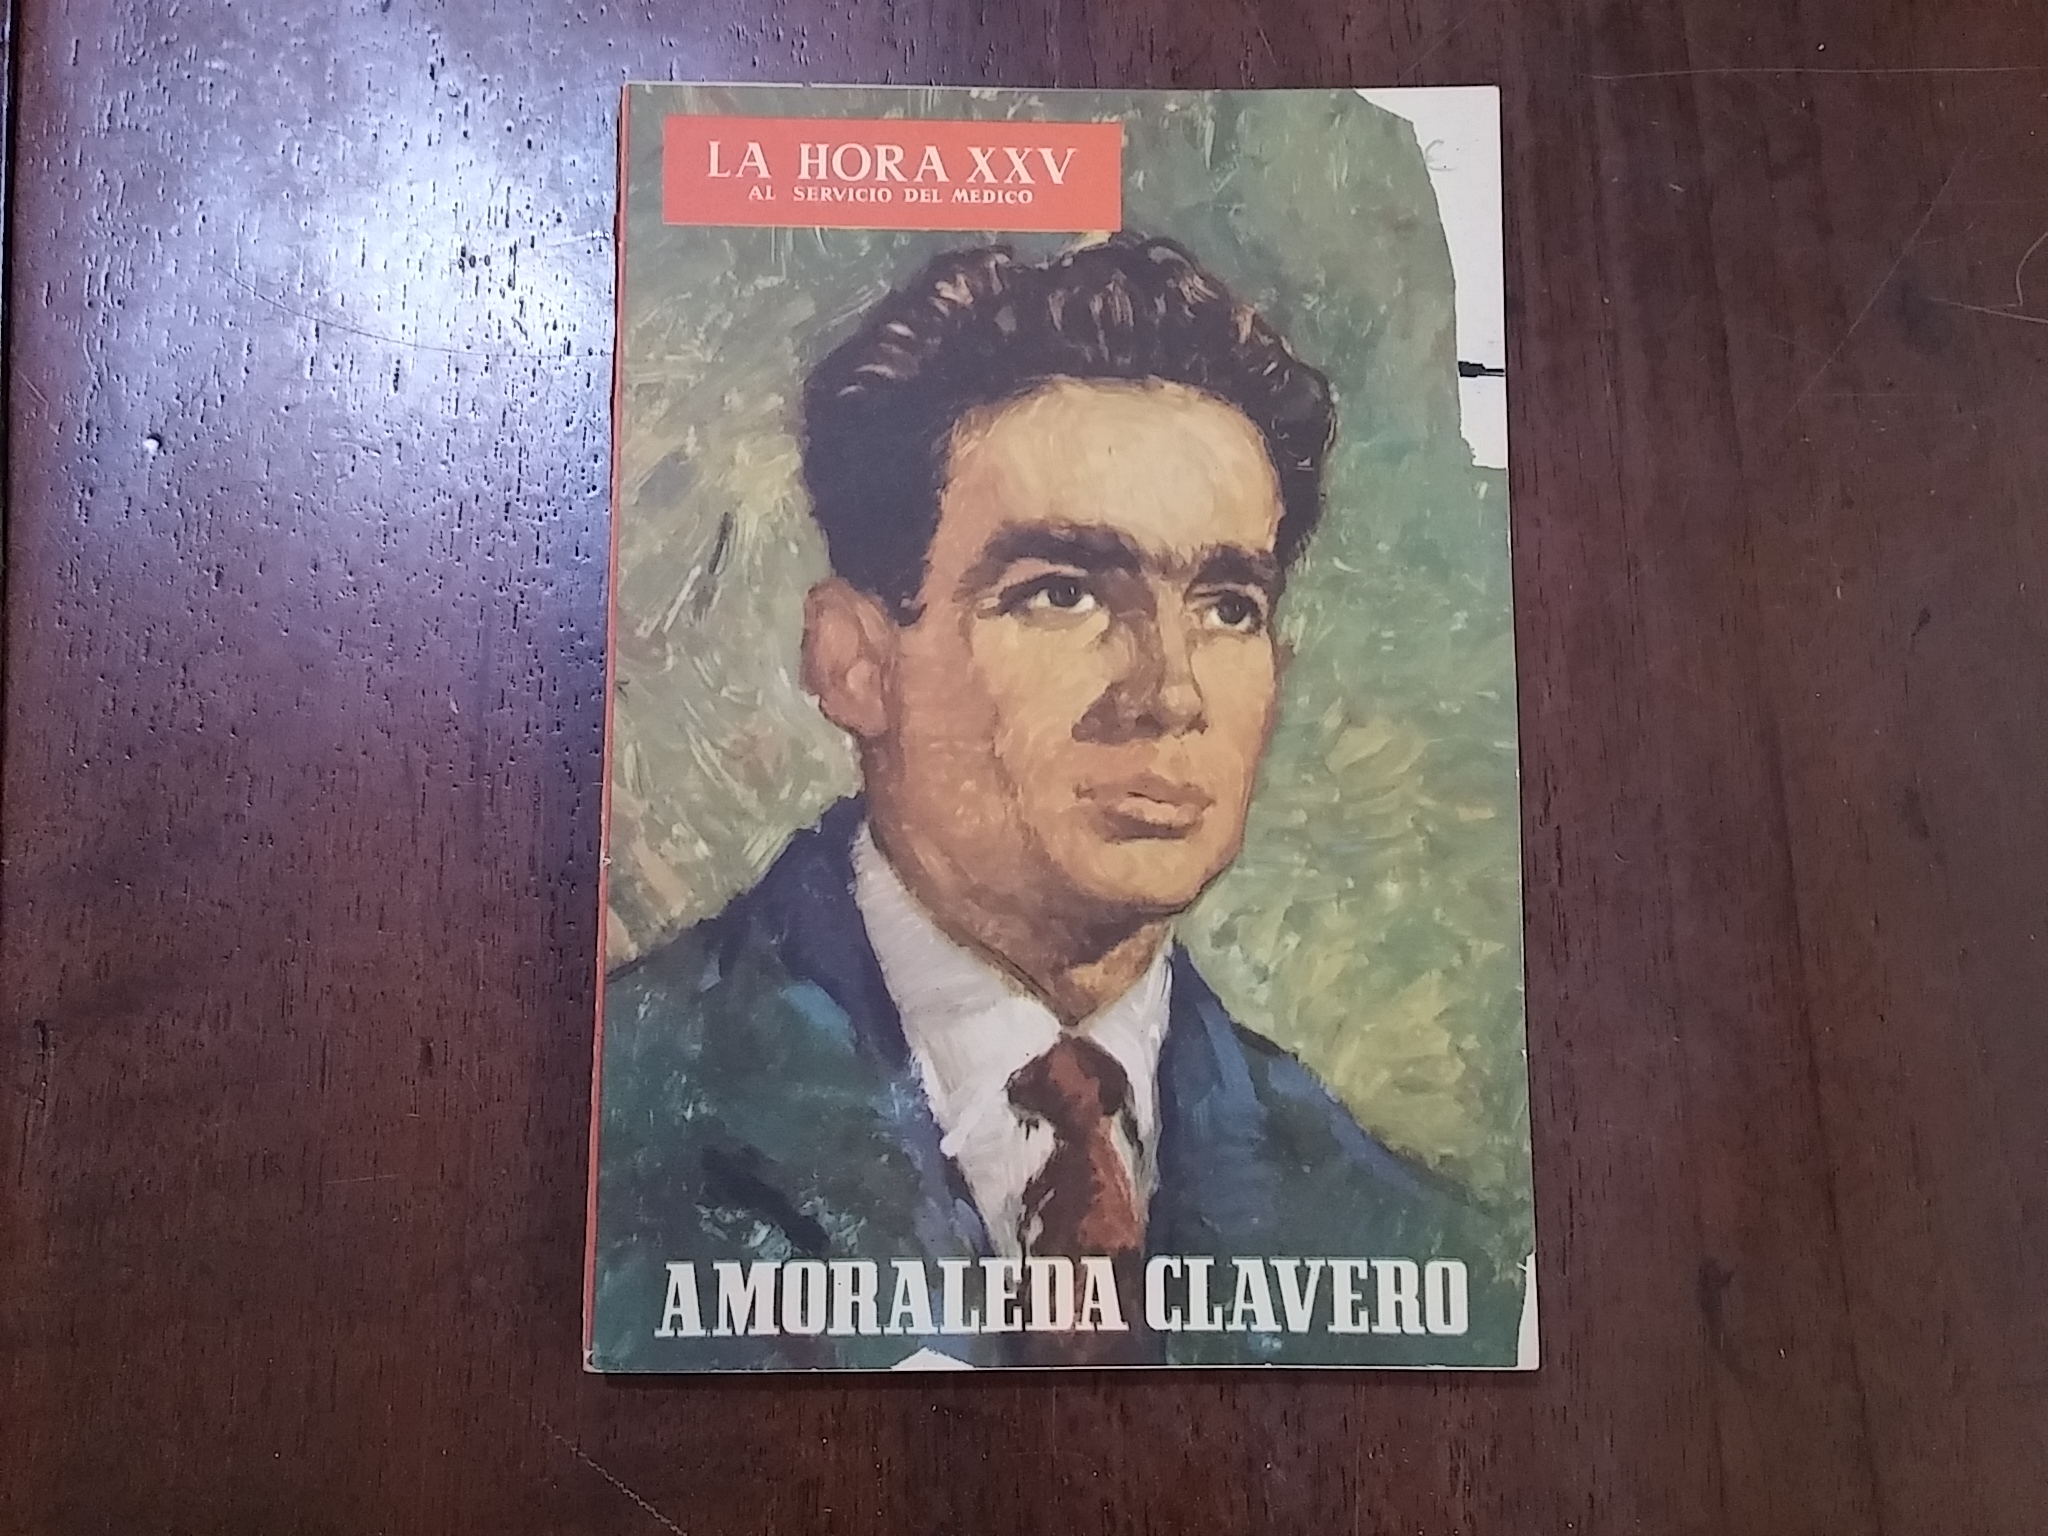 LA HORA XXV
AL SERVICIO DEL MEDICO
AMORALEDA CLAVERO